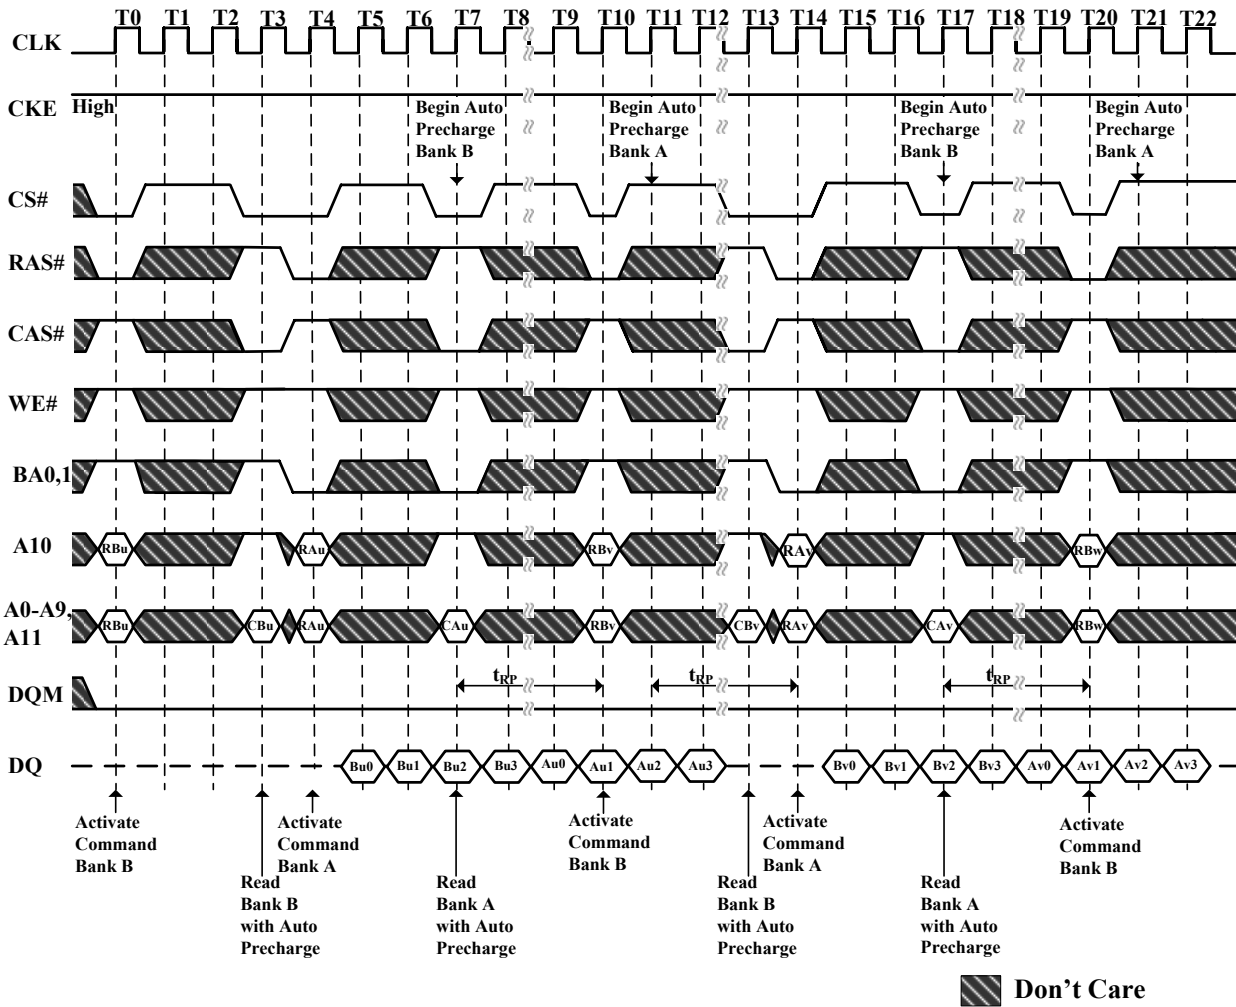 T0 T1 T2 T3 T4 T5 T6 T7 T8 T9 T10 T11 T12 T13 T14 T15 T16 T17 T18 T19 T20 T21 T22
CLK
CKE High
Begin Auto
Precharge
Bank B
Begin Auto
Precharge
Bank A
Begin Auto
Precharge
Bank B
Begin Auto
Precharge
Bank A
CS#
RAS#
CAS#
WE#
BA0,1
A10 RBu RAu RBv RAv RBw
A0-A9,
A11
RBu CBu RAu CAu RBv CBv RAv CAv RBw
DQM
tRP tRP tRP
DQ Bu0 Bu1 Bu2 Bu3 Au0 Au1 Au2 Au3 Bv0 Bv1 Bv2 Bv3 Av0 Av1 Av2 Av3
Activate
Command
Bank B
Read
Bank B
with Auto
Precharge
Activate
Command
Bank A
Read
Bank A
with Auto
Precharge
Activate
Command
Bank B
Read
Bank B
with Auto
Precharge
Activate
Command
Bank A
Read
Bank A
with Auto
Precharge
Activate
Command
Bank B
Don't Care